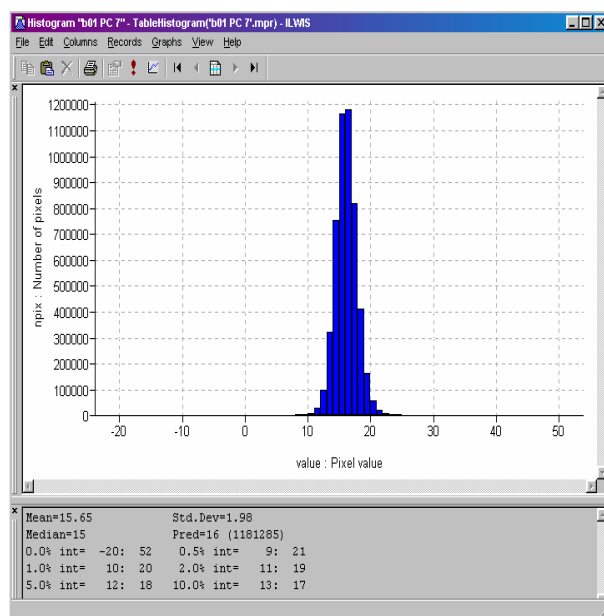 Histogram "b01 PC 7" - TableHistogram('b01 PC 7'.mpr) - ILWIS
File Edit Columns Records Graphs View Help
1200000
1100000
1000000
900000
800000
700000
600000
500000
400000
300000
200000
100000
0
npix : Number of pixels
-20 -10 0 10 20 30 40 50
value : Pixel value
Mean=15.65 Std.Dev=1.98
Median=15 Pred=16 (1181285)
0.0% int= -20: 52 0.5% int= 9: 21
1.0% int= 10: 20 2.0% int= 11: 19
5.0% int= 12: 18 10.0% int= 13: 17